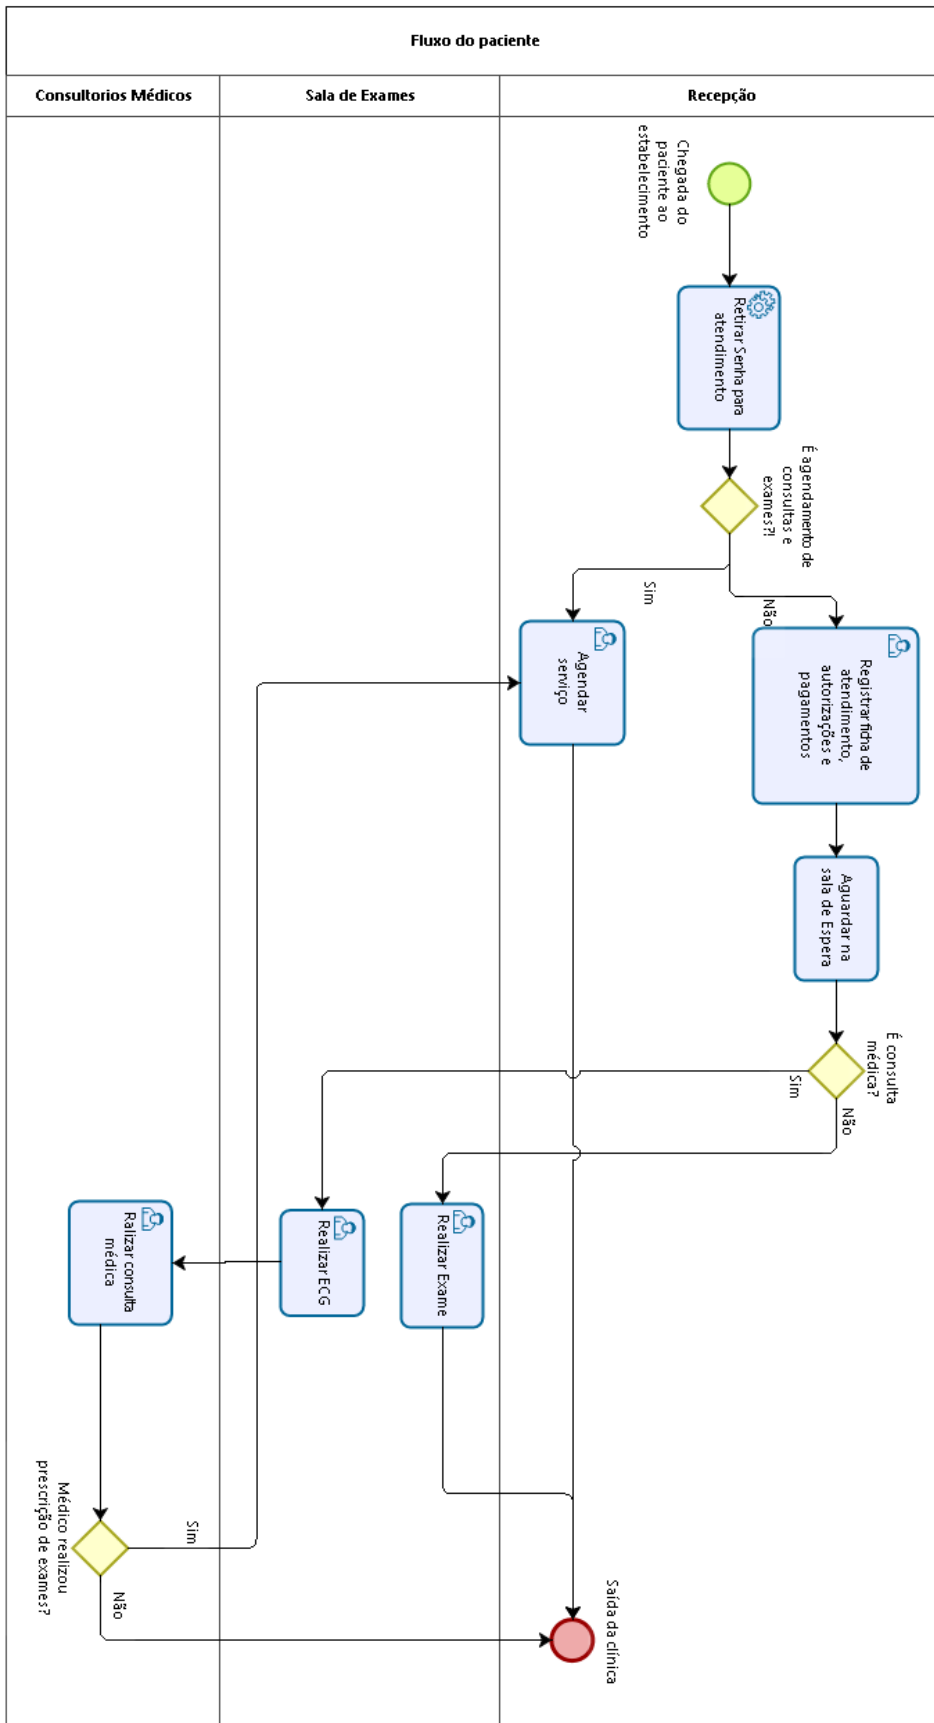 Fluxo do paciente
Consultorios Médicos
Sala de Exames
Recepção
Chegada do
paciente ao
estabelecimento
Retirar Senha para
atendimento
É agendamento de
consultas e
exames?!
Sim
Não
Agendar
serviço
Registrar ficha de
atendimento,
autorizações e
pagamentos
Aguardar na
sala de Espera
É consulta
médica?
Sim
Não
Realizar ECG
Realizar Exame
Ralizar consulta
médica
Médico realizou
prescrição de exames?
Sim
Não
Saída da clínica